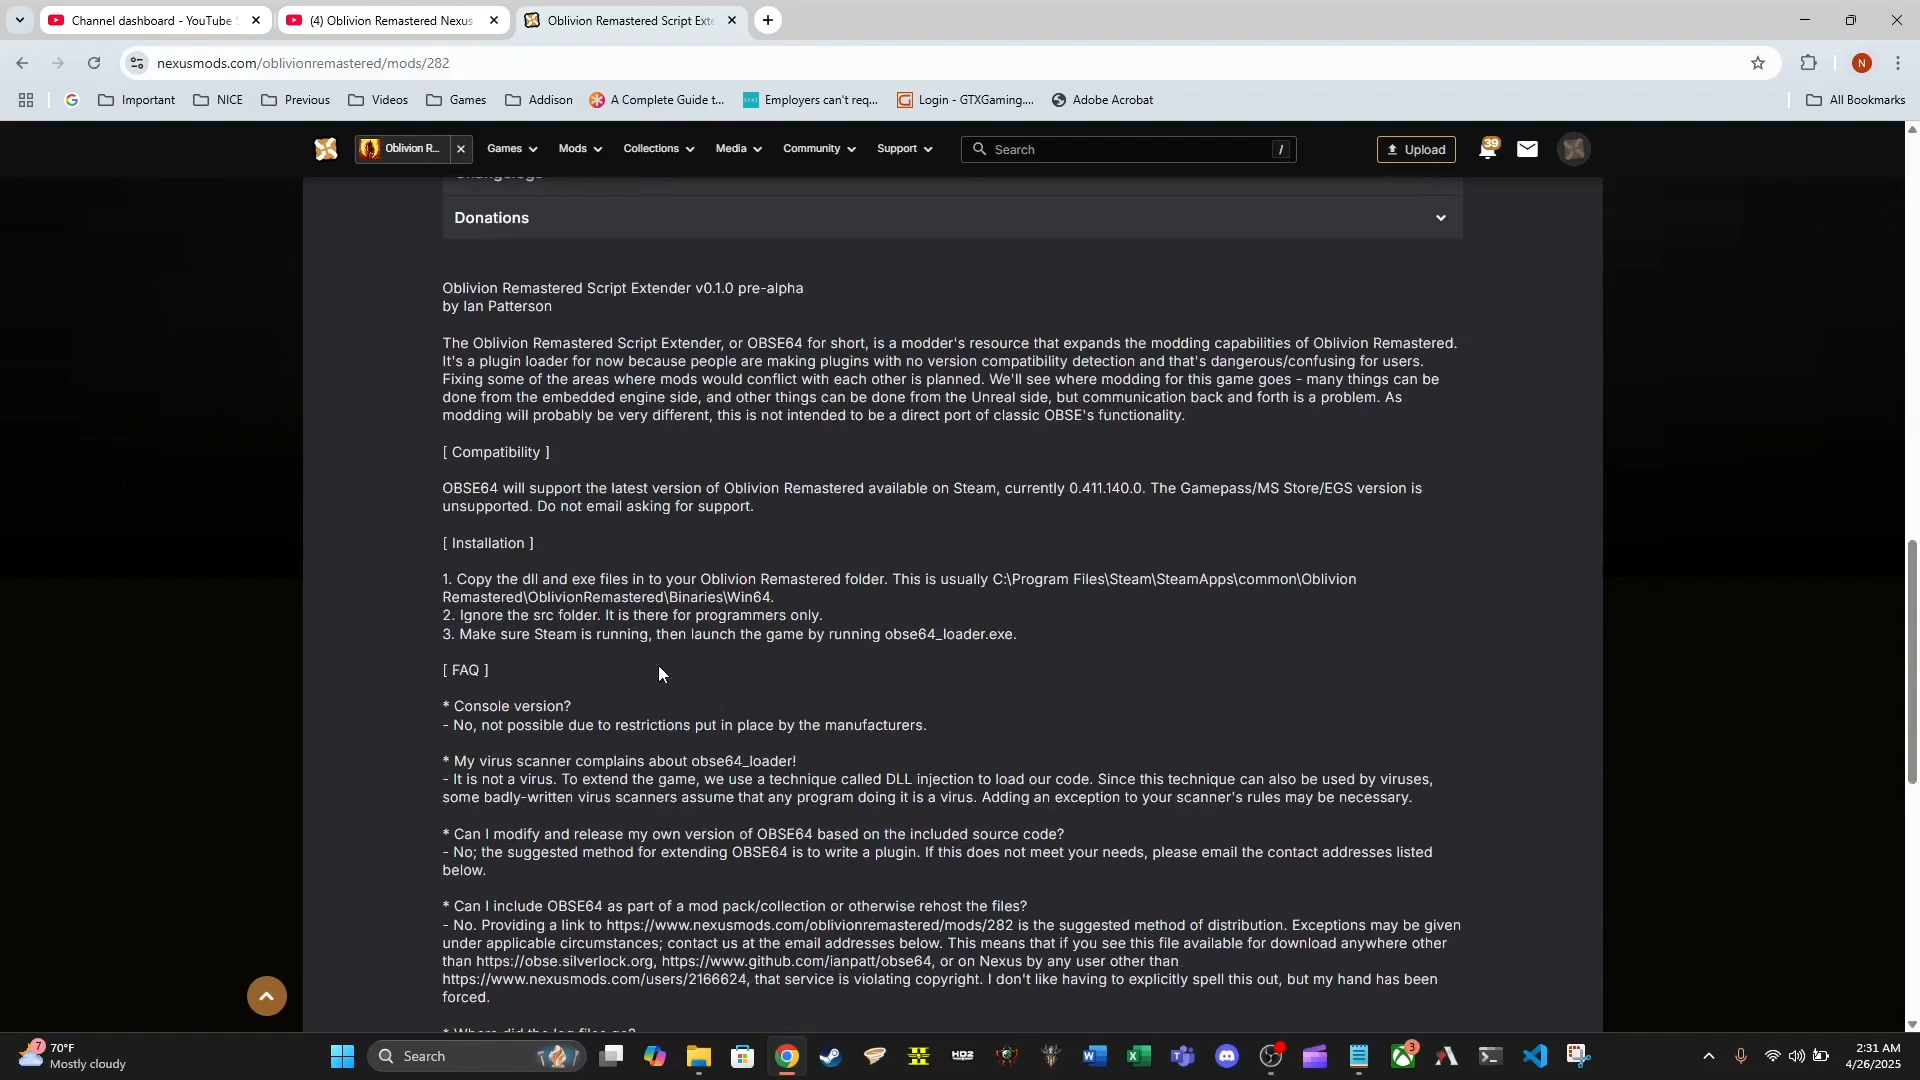 Channel dashboard - YouTube S
(4) Oblivion Remastered Nexus
Oblivion Remastered Script Exte
nexusmods.com/oblivionremastered/mods/282
N
Important
NICE
Previous
Videos
Games
Addison
A Complete Guide t...
Employers can't req...
Login - GTXGaming....
Adobe Acrobat
All Bookmarks
Oblivion R...
Games
Mods
Collections
Media
Community
Support
Search
/
Upload
39
Changelogs
Donations
Oblivion Remastered Script Extender v0.1.0 pre-alpha
by Ian Patterson
The Oblivion Remastered Script Extender, or OBSE64 for short, is a modder's resource that expands the modding capabilities of Oblivion Remastered.
It's a plugin loader for now because people are making plugins with no version compatibility detection and that's dangerous/confusing for users.
Fixing some of the areas where mods would conflict with each other is planned. We'll see where modding for this game goes - many things can be
done from the embedded engine side, and other things can be done from the Unreal side, but communication back and forth is a problem. As
modding will probably be very different, this is not intended to be a direct port of classic OBSE's functionality.
[ Compatibility ]
OBSE64 will support the latest version of Oblivion Remastered available on Steam, currently 0.411.140.0. The Gamepass/MS Store/EGS version is
unsupported. Do not email asking for support.
[ Installation ]
1. Copy the dll and exe files in to your Oblivion Remastered folder. This is usually C:\Program Files\Steam\SteamApps\common\Oblivion
Remastered\OblivionRemastered\Binaries\Win64.
2. Ignore the src folder. It is there for programmers only.
3. Make sure Steam is running, then launch the game by running obse64_loader.exe.
[ FAQ ]
* Console version?
- No, not possible due to restrictions put in place by the manufacturers.
* My virus scanner complains about obse64_loader!
- It is not a virus. To extend the game, we use a technique called DLL injection to load our code. Since this technique can also be used by viruses,
some badly-written virus scanners assume that any program doing it is a virus. Adding an exception to your scanner's rules may be necessary.
* Can I modify and release my own version of OBSE64 based on the included source code?
- No; the suggested method for extending OBSE64 is to write a plugin. If this does not meet your needs, please email the contact addresses listed
below.
* Can I include OBSE64 as part of a mod pack/collection or otherwise rehost the files?
- No. Providing a link to https://www.nexusmods.com/oblivionremastered/mods/282 is the suggested method of distribution. Exceptions may be given
under applicable circumstances; contact us at the email addresses below. This means that if you see this file available for download anywhere other
than https://obse.silverlock.org, https://www.github.com/ianpatt/obse64, or on Nexus by any user other than
https://www.nexusmods.com/users/2166624, that service is violating copyright. I don't like having to explicitly spell this out, but my hand has been
forced.
* Where did the log files go?
7
70°F
Mostly cloudy
Search
HD2
3
2:31 AM
4/26/2025